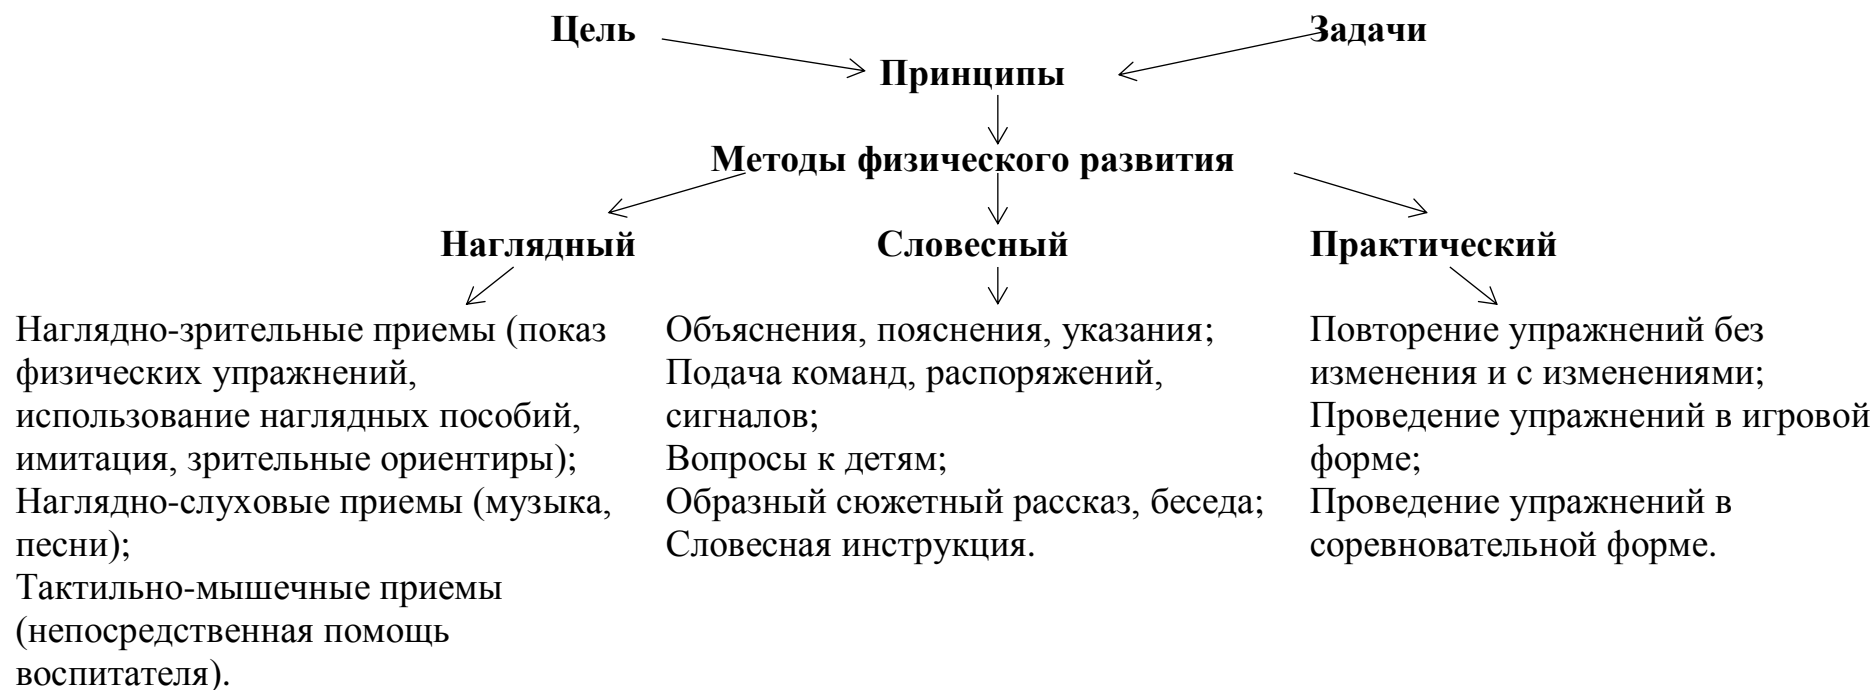 Цель
Задачи
Принципы
Методы физического развития
Наглядный
Словесный
Практический
Наглядно-зрительные приемы (показ
физических упражнений,
использование наглядных пособий,
имитация, зрительные ориентиры);
Наглядно-слуховые приемы (музыка,
песни);
Тактильно-мышечные приемы
(непосредственная помощь
воспитателя).
Объяснения, пояснения, указания;
Подача команд, распоряжений,
сигналов;
Вопросы к детям;
Образный сюжетный рассказ, беседа;
Словесная инструкция.
Повторение упражнений без
изменения и с изменениями;
Проведение упражнений в игровой
форме;
Проведение упражнений в
соревновательной форме.